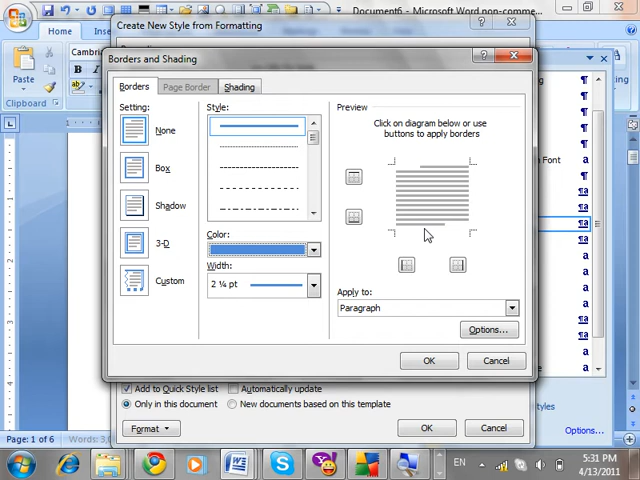 Document6 - Microsoft Word non-comme...
Create New Style from Formatting
Home
Borders and Shading
Cambri
Paste
Clipboard
Borders
Page Border
Shading
Setting:
None
Box
Shadow
3-D
Custom
Style:
Color:
Width:
2 ¼ pt
Preview
Click on diagram below or use
buttons to apply borders
Apply to:
Paragraph
Options...
OK
Cancel
Add to Quick Style list
Automatically update
Only in this document
New documents based on this template
Format
OK
Cancel
Options...
Page: 1 of 6
EN
5:31 PM
4/13/2011